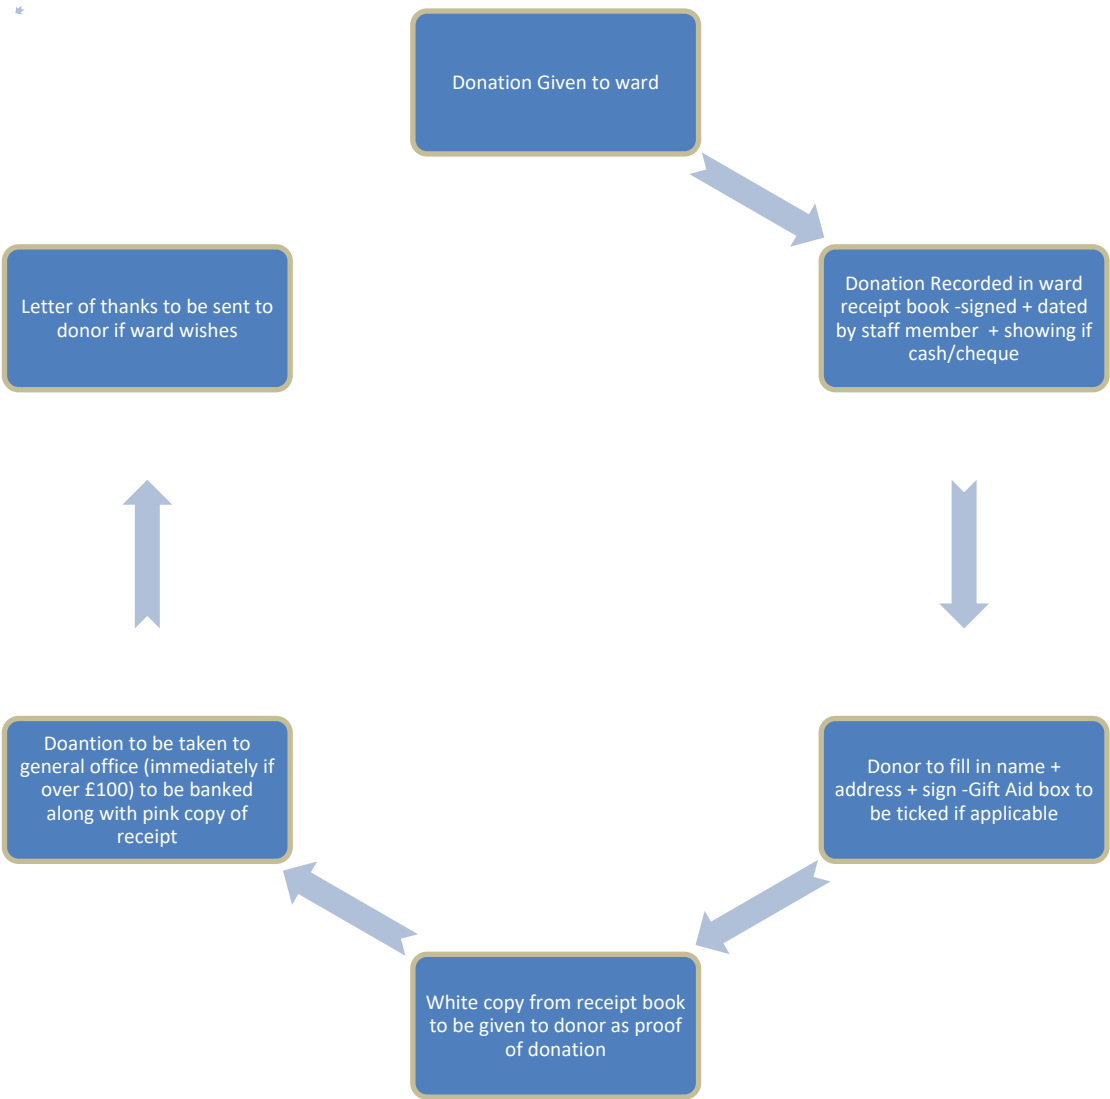 Donation Given to ward
Donation Recorded in ward
receipt book -signed + dated
by staff member  + showing if
cash/cheque
Donor to fill in name +
address + sign -Gift Aid box to
be ticked if applicable
White copy from receipt book
to be given to donor as proof
of donation
Doantion to be taken to
general office (immediately if
over £100) to be banked
along with pink copy of
receipt
Letter of thanks to be sent to
donor if ward wishes